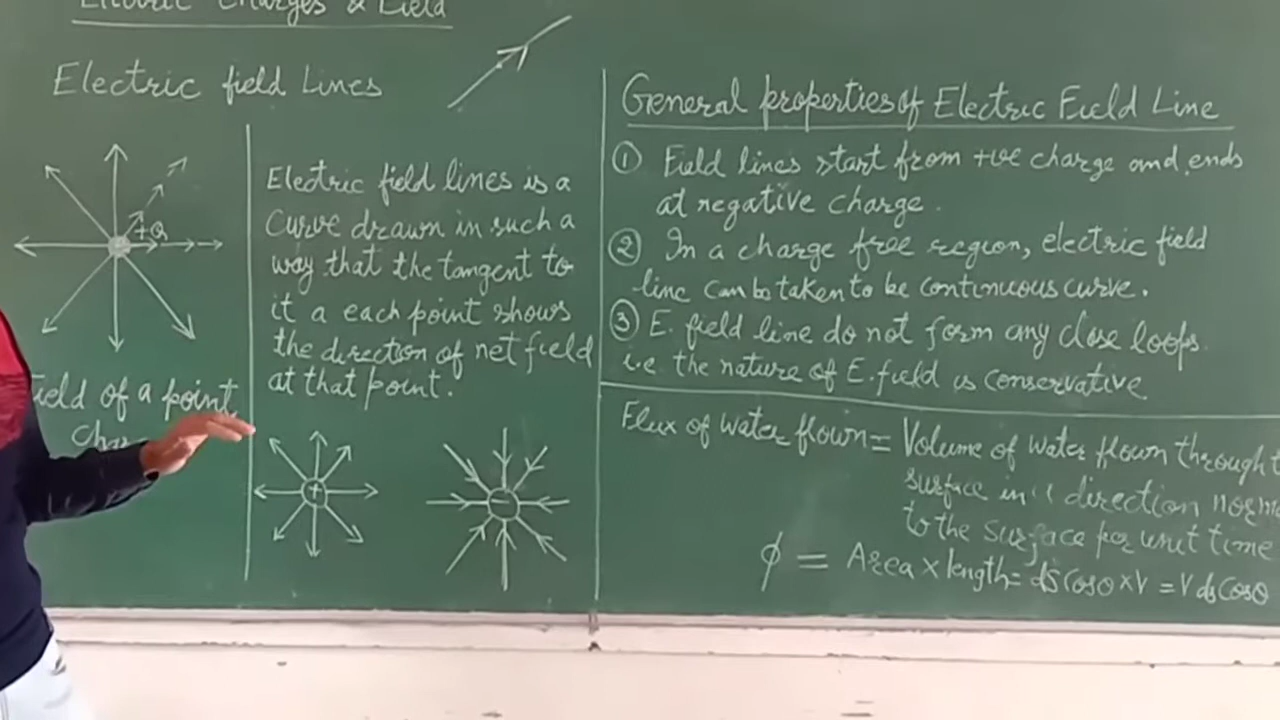 Electric Charges & Field
Electric field Lines
+Q
Field of a point
Electric field lines is a
curve drawn in such a
way that the tangent to
it a each point shows
the direction of net field
at that point.
+
-
General properties of Electric Field Line
① Field lines start from +ve charge and ends
at negative charge.
② In a charge free region, electric field
line can be taken to be continuous curve.
③ E. field line do not form any close loops
i.e the nature of E. field is conservative
Flux of water flown = Volume of water flown through
surface in direction
to the surface per unit time
ϕ = Area × length = ds Cosθ × V = V ds Cosθ